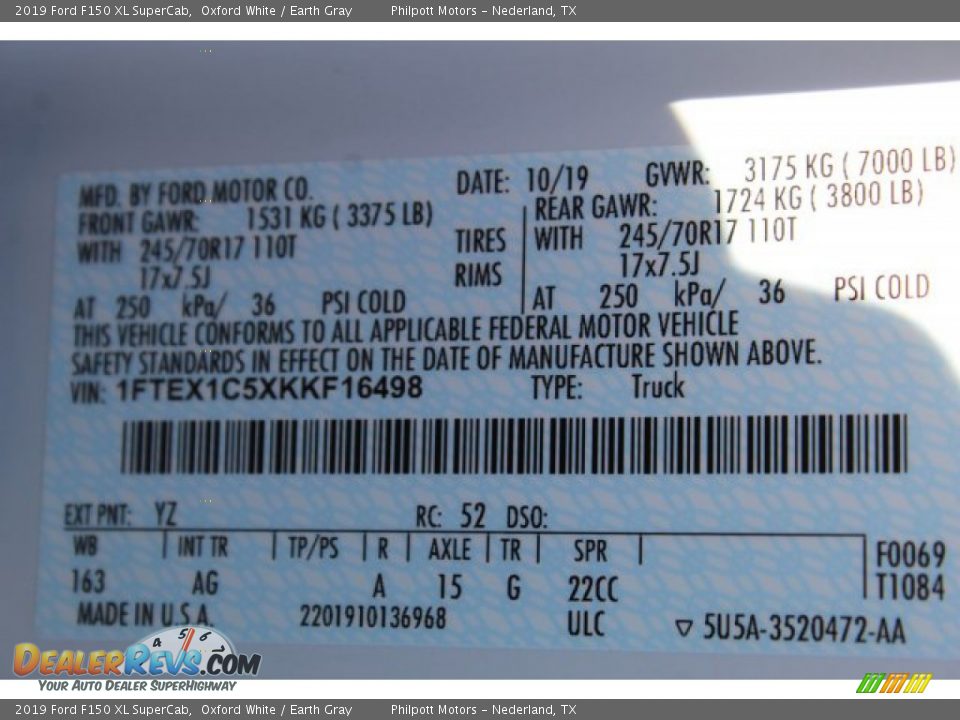 2019 Ford F150 XL SuperCab, Oxford White / Earth Gray Philpott Motors – Nederland, TX
MFD. BY FORD MOTOR CO. DATE: 10/19 GVWR: 3175 KG ( 7000 LB)
FRONT GAWR: 1531 KG ( 3375 LB) REAR GAWR: 1724 KG ( 3800 LB)
WITH 245/70R17 110T TIRES WITH 245/70R17 110T
17x7.5J RIMS 17x7.5J
AT 250 kPa/ 36 PSI COLD AT 250 kPa/ 36 PSI COLD
THIS VEHICLE CONFORMS TO ALL APPLICABLE FEDERAL MOTOR VEHICLE
SAFETY STANDARDS IN EFFECT ON THE DATE OF MANUFACTURE SHOWN ABOVE.
VIN: 1FTEX1C5XKKF16498 TYPE: Truck
EXT PNT: YZ RC: 52 DSO:
WB INT TR TP/PS R AXLE TR SPR F0069
163 AG A 15 G 22CC T1084
MADE IN U.S.A. 2201910136968 ULC 5U5A-3520472-AA
4 5 6
DEALERREVS.COM
YOUR AUTO DEALER SUPERHIGHWAY
2019 Ford F150 XL SuperCab, Oxford White / Earth Gray Philpott Motors – Nederland, TX